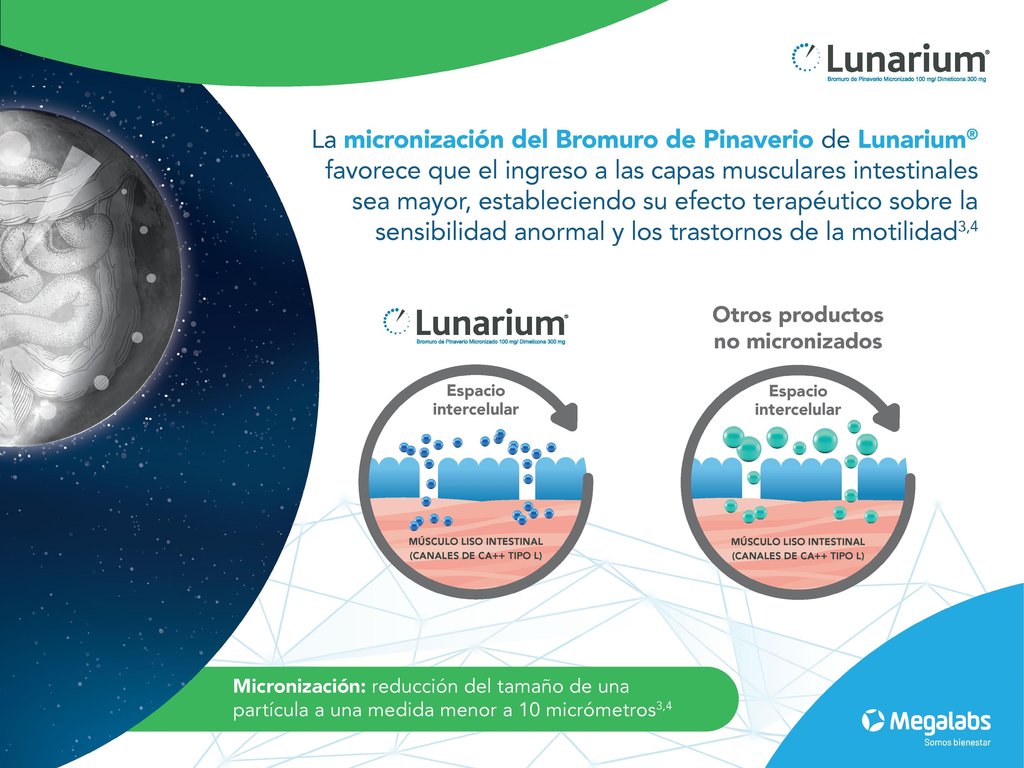 Lunarium®
Bromuro de Pinaverio Micronizado 100 mg/ Dimeticona 300 mg
La micronización del Bromuro de Pinaverio de Lunarium®
favorece que el ingreso a las capas musculares intestinales
sea mayor, estableciendo su efecto terapéutico sobre la
sensibilidad anormal y los trastornos de la motilidad3,4
Lunarium®
Bromuro de Pinaverio Micronizado 100 mg/ Dimeticona 300 mg
Espacio
intercelular
MÚSCULO LISO INTESTINAL
(CANALES DE CA++ TIPO L)
Otros productos
no micronizados
Espacio
intercelular
MÚSCULO LISO INTESTINAL
(CANALES DE CA++ TIPO L)
Micronización: reducción del tamaño de una
partícula a una medida menor a 10 micrómetros3,4
Megalabs
Somos bienestar